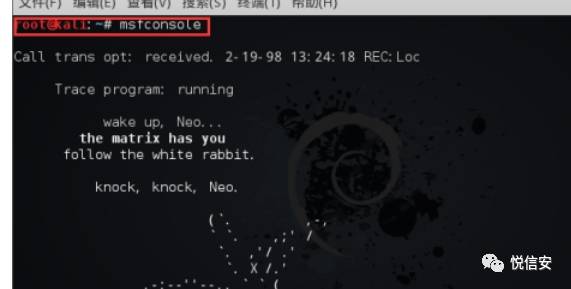 文件(F) 编辑(E) 查看(V) 搜索(S) 终端(T) 帮助(H)
root@kali:~# msfconsole
Call trans opt: received. 2-19-98 13:24:18 REC:Loc
Trace program: running
wake up, Neo...
the matrix has you
follow the white rabbit.
knock, knock, Neo.
悦信安